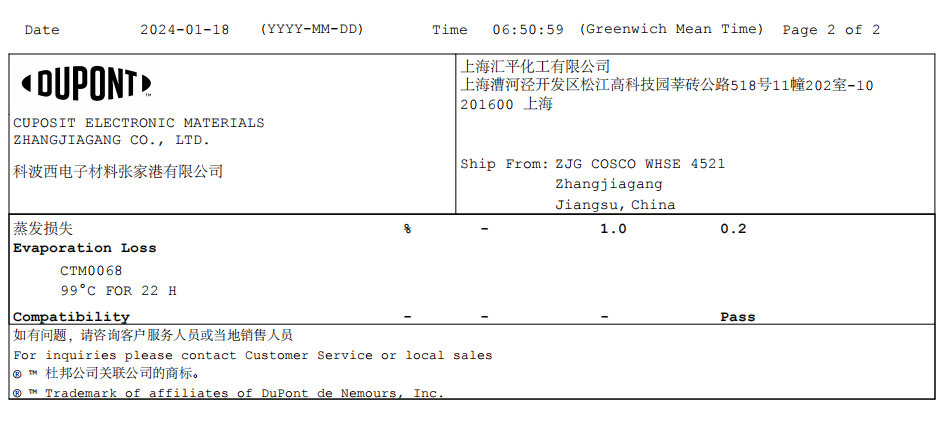 Date 2024-01-18 (YYYY-MM-DD) Time 06:50:59 (Greenwich Mean Time) Page 2 of 2
DUPONT™
CUPOSIT ELECTRONIC MATERIALS
ZHANGJIAGANG CO., LTD.
科波西电子材料张家港有限公司
上海汇平化工有限公司
上海漕河泾开发区松江高科技园莘砖公路518号11幢202室-10
201600 上海
Ship From: ZJG COSCO WHSE 4521
Zhangjiagang
Jiangsu, China
蒸发损失 % - 1.0 0.2
Evaporation Loss
CTM0068
99°C FOR 22 H
Compatibility - - - Pass
如有问题, 请咨询客户服务人员或当地销售人员
For inquiries please contact Customer Service or local sales
® ™ 杜邦公司关联公司的商标。
® ™ Trademark of affiliates of DuPont de Nemours, Inc.